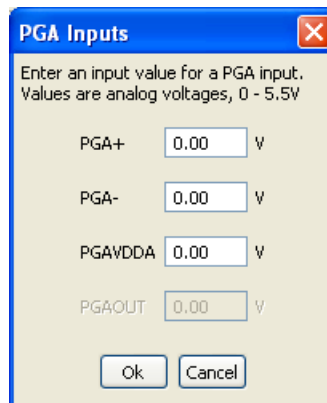 PGA Inputs
Enter an input value for a PGA input.
Values are analog voltages, 0 - 5.5V
PGA+ 0.00 V
PGA- 0.00 V
PGAVDDA 0.00 V
PGAOUT 0.00 V
Ok Cancel